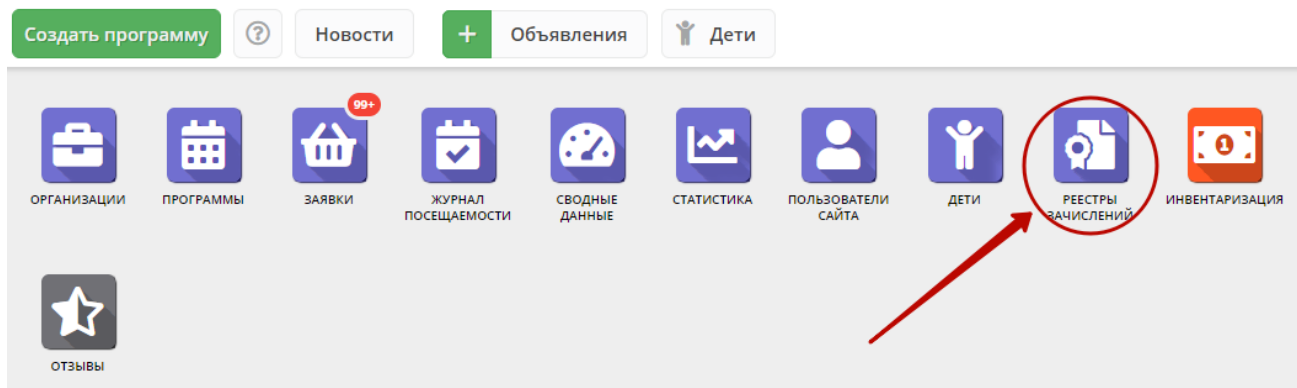 Создать программу
?
Новости
+
Объявления
Дети
99+
ОРГАНИЗАЦИИ
ПРОГРАММЫ
ЗАЯВКИ
ЖУРНАЛ
ПОСЕЩАЕМОСТИ
СВОДНЫЕ
ДАННЫЕ
СТАТИСТИКА
ПОЛЬЗОВАТЕЛИ
САЙТА
ДЕТИ
РЕЕСТРЫ
ЗАЧИСЛЕНИЙ
1
ИНВЕНТАРИЗАЦИЯ
ОТЗЫВЫ